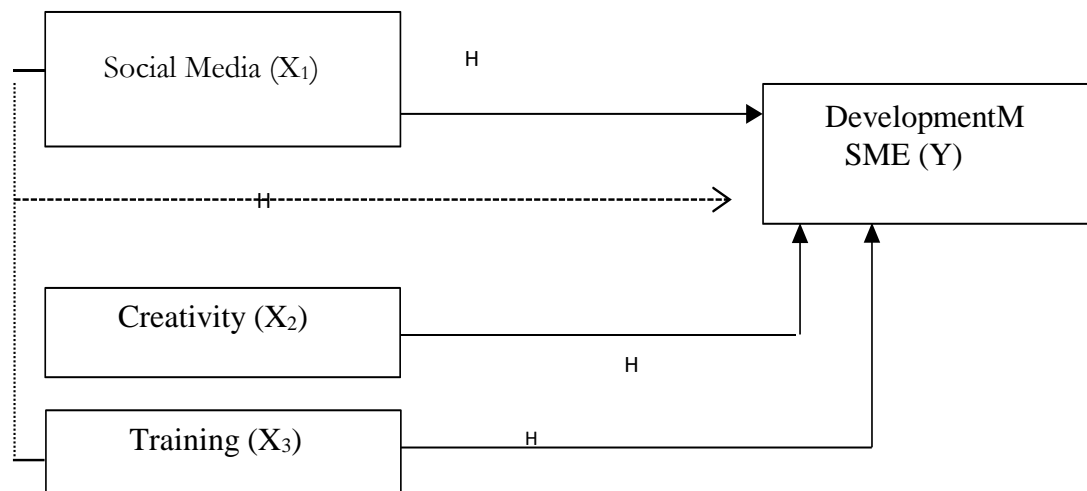 Social Media (X₁)
H
DevelopmentM
SME (Y)
H
Creativity (X₂)
H
Training (X₃)
H